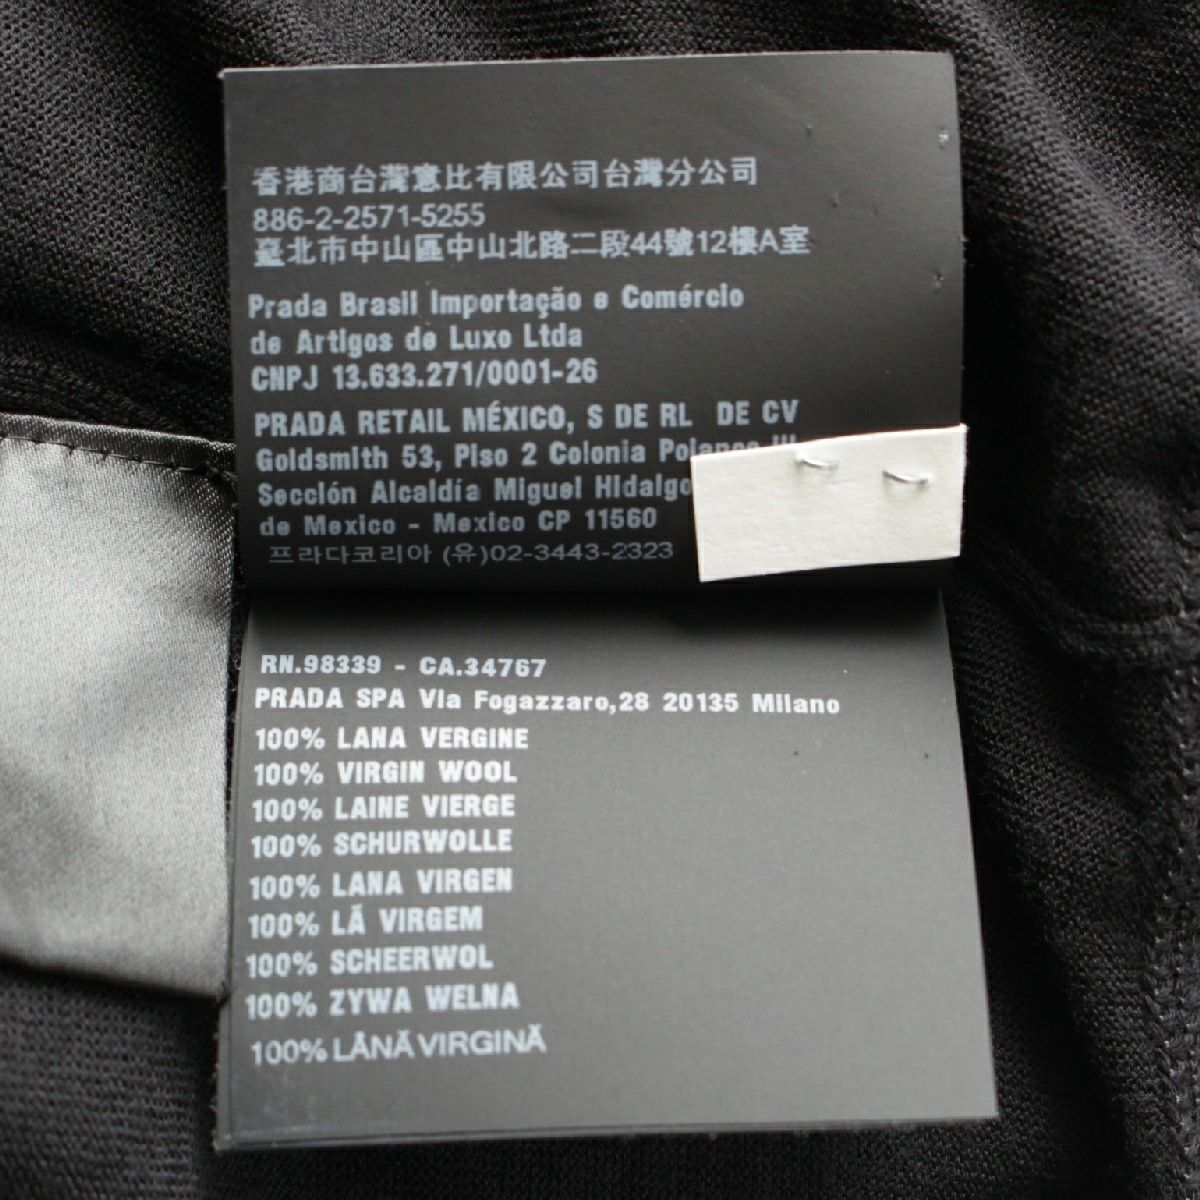 香港商台灣意比有限公司台灣分公司
886-2-2571-5255
臺北市中山區中山北路二段44號12樓A室
Prada Brasil Importação e Comércio
de Artigos de Luxo Ltda
CNPJ 13.633.271/0001-26
PRADA RETAIL MÉXICO, S DE RL DE CV
Goldsmith 53, Piso 2 Colonia
Sección Alcaldía Miguel Hidalgo
de Mexico - Mexico CP 11560
프라다코리아 (유)02-3443-2323
RN.98339 - CA.34767
PRADA SPA Via Fogazzaro,28 20135 Milano
100% LANA VERGINE
100% VIRGIN WOOL
100% LAINE VIERGE
100% SCHURWOLLE
100% LANA VIRGEN
100% LÃ VIRGEM
100% SCHEERWOL
100% ZYWA WELNA
100% LÂNĂ VIRGINĂ